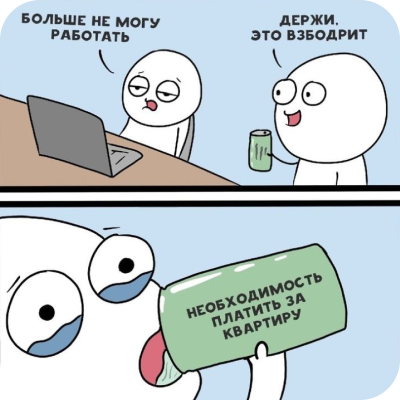 БОЛЬШЕ НЕ МОГУ
РАБОТАТЬ
ДЕРЖИ,
ЭТО ВЗБОДРИТ
НЕОБХОДИМОСТЬ
ПЛАТИТЬ ЗА
КВАРТИРУ